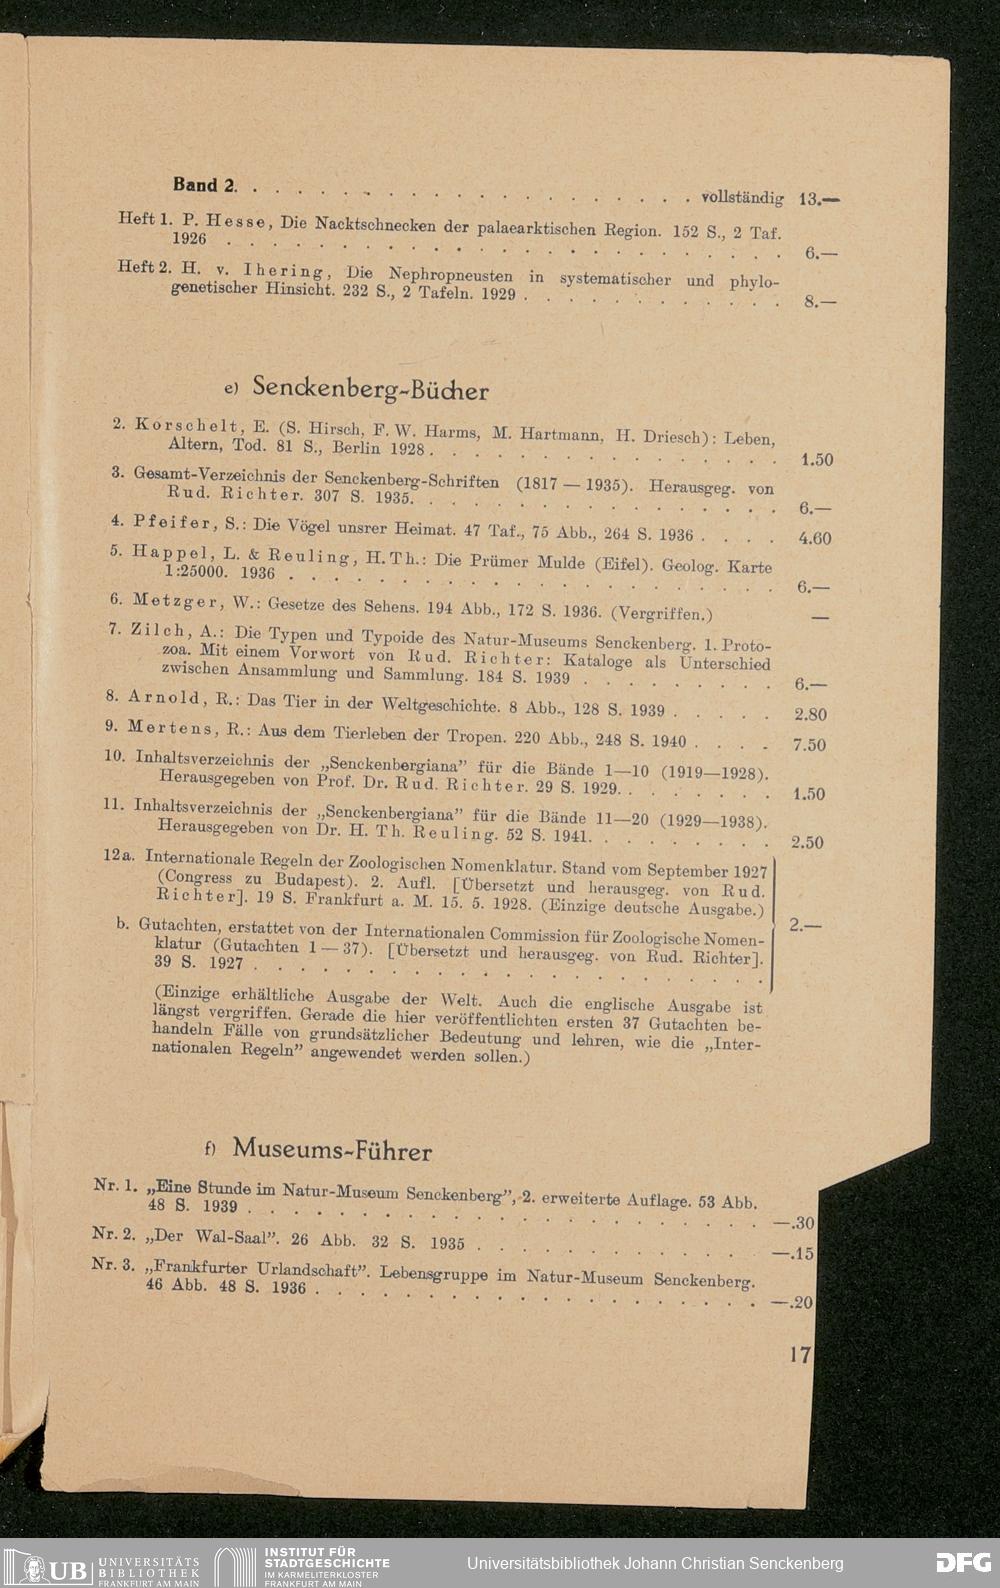 Band 2. . . . . . . . . . . . . . . . . . . . . vollständig 13.—
Heft 1. P. Hesse, Die Nacktschnecken der palaearktischen Region. 152 S., 2 Taf.
1926 . . . . . . . . . . . . . . . . . . . . . . . . . 6.—
Heft 2. H. v. Ihering, Die Nephropneusten in systematischer und phylo-
genetischer Hinsicht. 232 S., 2 Tafeln. 1929 . . . . . . . . . . . . 8.—
e) Senckenberg-Bücher
2. Korschelt, E. (S. Hirsch, F. W. Harms, M. Hartmann, H. Driesch): Leben,
Altern, Tod. 81 S., Berlin 1928 . . . . . . . . . . . . . . . . 1.50
3. Gesamt-Verzeichnis der Senckenberg-Schriften (1817 — 1935). Herausgeg. von
Rud. Richter. 307 S. 1935. . . . . . . . . . . . . . . . . 6.—
4. Pfeifer, S.: Die Vögel unsrer Heimat. 47 Taf., 75 Abb., 264 S. 1936 . . . . 4.60
5. Happel, L. & Reuling, H. Th.: Die Prümer Mulde (Eifel). Geolog. Karte
1:25000. 1936 . . . . . . . . . . . . . . . . . . . . . 6.—
6. Metzger, W.: Gesetze des Sehens. 194 Abb., 172 S. 1936. (Vergriffen.) —
7. Zilch, A.: Die Typen und Typoide des Natur-Museums Senckenberg. 1. Proto-
zoa. Mit einem Vorwort von Rud. Richter: Kataloge als Unterschied
zwischen Ansammlung und Sammlung. 184 S. 1939 . . . . . . . . . 6.—
8. Arnold, R.: Das Tier in der Weltgeschichte. 8 Abb., 128 S. 1939 . . . . . 2.80
9. Mertens, R.: Aus dem Tierleben der Tropen. 220 Abb., 248 S. 1940 . . . . 7.50
10. Inhaltsverzeichnis der „Senckenbergiana” für die Bände 1—10 (1919—1928).
Herausgegeben von Prof. Dr. Rud. Richter. 29 S. 1929. . . . . . . . 1.50
11. Inhaltsverzeichnis der „Senckenbergiana” für die Bände 11—20 (1929—1938).
Herausgegeben von Dr. H. Th. Reuling. 52 S. 1941. . . . . . . . . 2.50
12a. Internationale Regeln der Zoologischen Nomenklatur. Stand vom September 1927
(Congress zu Budapest). 2. Aufl. [Übersetzt und herausgeg. von Rud.
Richter]. 19 S. Frankfurt a. M. 15. 5. 1928. (Einzige deutsche Ausgabe.)
2.—
b. Gutachten, erstattet von der Internationalen Commission für Zoologische Nomen-
klatur (Gutachten 1 — 37). [Übersetzt und herausgeg. von Rud. Richter].
39 S. 1927 . . . . . . . . . . . . . . . . . . . . . . .
(Einzige erhältliche Ausgabe der Welt. Auch die englische Ausgabe ist
längst vergriffen. Gerade die hier veröffentlichten ersten 37 Gutachten be-
handeln Fälle von grundsätzlicher Bedeutung und lehren, wie die „Inter-
nationalen Regeln” angewendet werden sollen.)
f) Museums-Führer
Nr. 1. „Eine Stunde im Natur-Museum Senckenberg”, 2. erweiterte Auflage. 53 Abb.
48 S. 1939 . . . . . . . . . . . . . . . . . . . . . . . —.30
Nr. 2. „Der Wal-Saal”. 26 Abb. 32 S. 1935 . . . . . . . . . . . . —.15
Nr. 3. „Frankfurter Urlandschaft”. Lebensgruppe im Natur-Museum Senckenberg.
46 Abb. 48 S. 1936 . . . . . . . . . . . . . . . . . . . . —.20
17
UB UNIVERSITÄTS
BIBLIOTHEK
FRANKFURT AM MAIN
INSTITUT FÜR
STADTGESCHICHTE
IM KARMELITERKLOSTER
FRANKFURT AM MAIN
Universitätsbibliothek Johann Christian Senckenberg
DFG